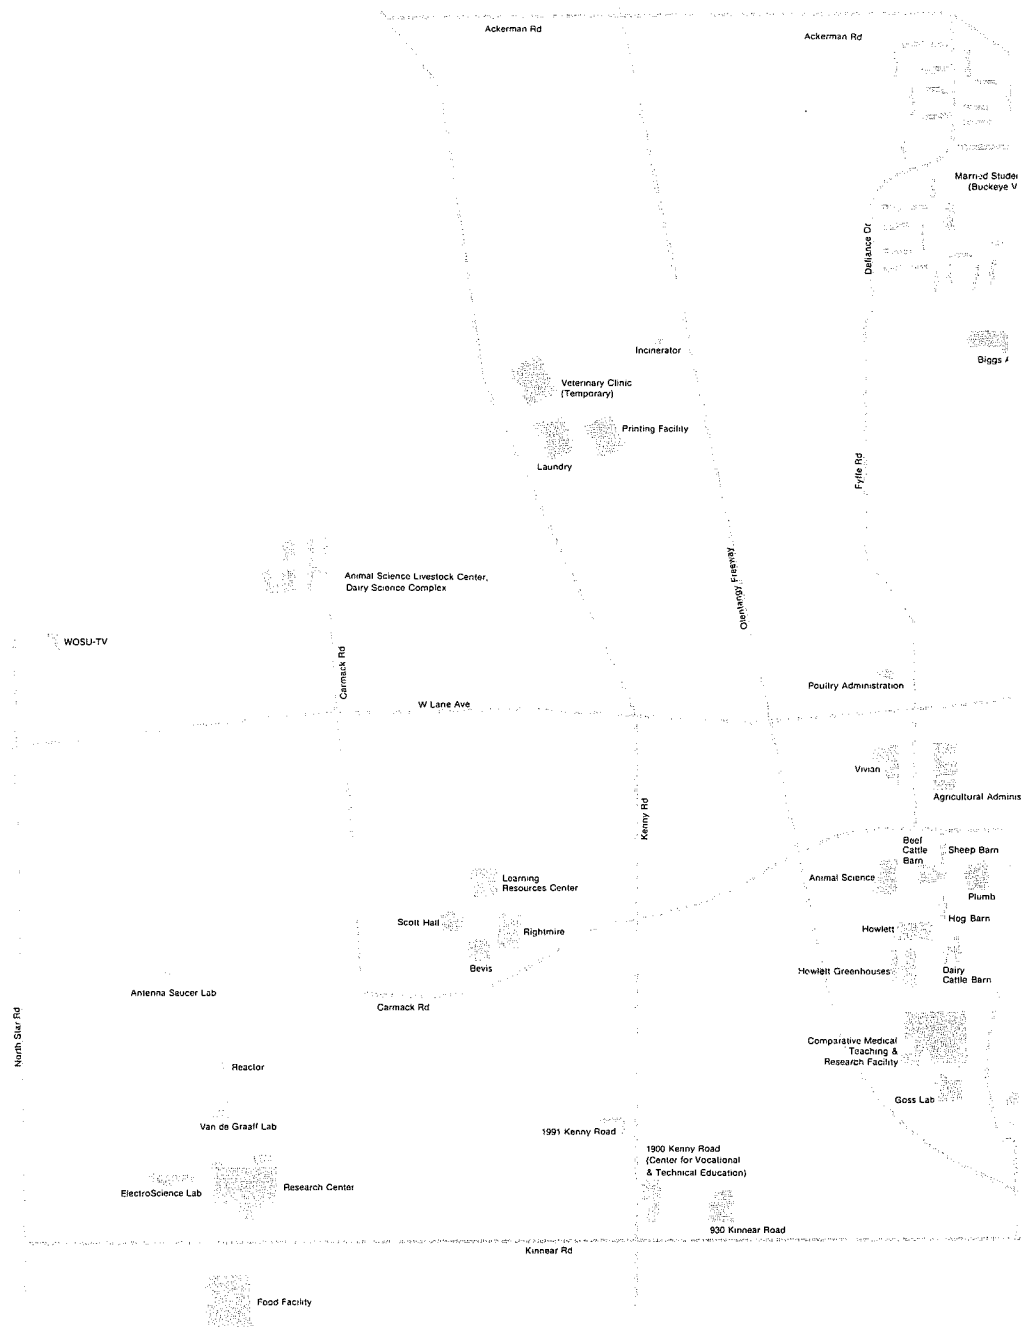 Ackerman Rd
Ackerman Rd
Married Studen
(Buckeye V
Defiance Dr
Incinerator
Biggs
Veterinary Clinic
(Temporary)
Printing Facility
Laundry
Fyffe Rd
Olentangy Freeway
Animal Science Livestock Center,
Dairy Science Complex
WOSU-TV
Carmack Rd
Poultry Administration
W Lane Ave
Vivian
Agricultural Adminis
Kenny Rd
Beef
Cattle
Barn
Sheep Barn
Animal Science
Plumb
Learning
Resources Center
Hog Barn
Scott Hall
Rightmire
Howlett
Bevis
Howlett Greenhouses
Dairy
Cattle Barn
Antenna Saucer Lab
Carmack Rd
North Star Rd
Comparative Medical
Teaching &
Research Facility
Reactor
Goss Lab
Van de Graaff Lab
1991 Kenny Road
1900 Kenny Road
(Center for Vocational
& Technical Education)
ElectroScience Lab
Research Center
930 Kinnear Road
Kinnear Rd
Food Facility